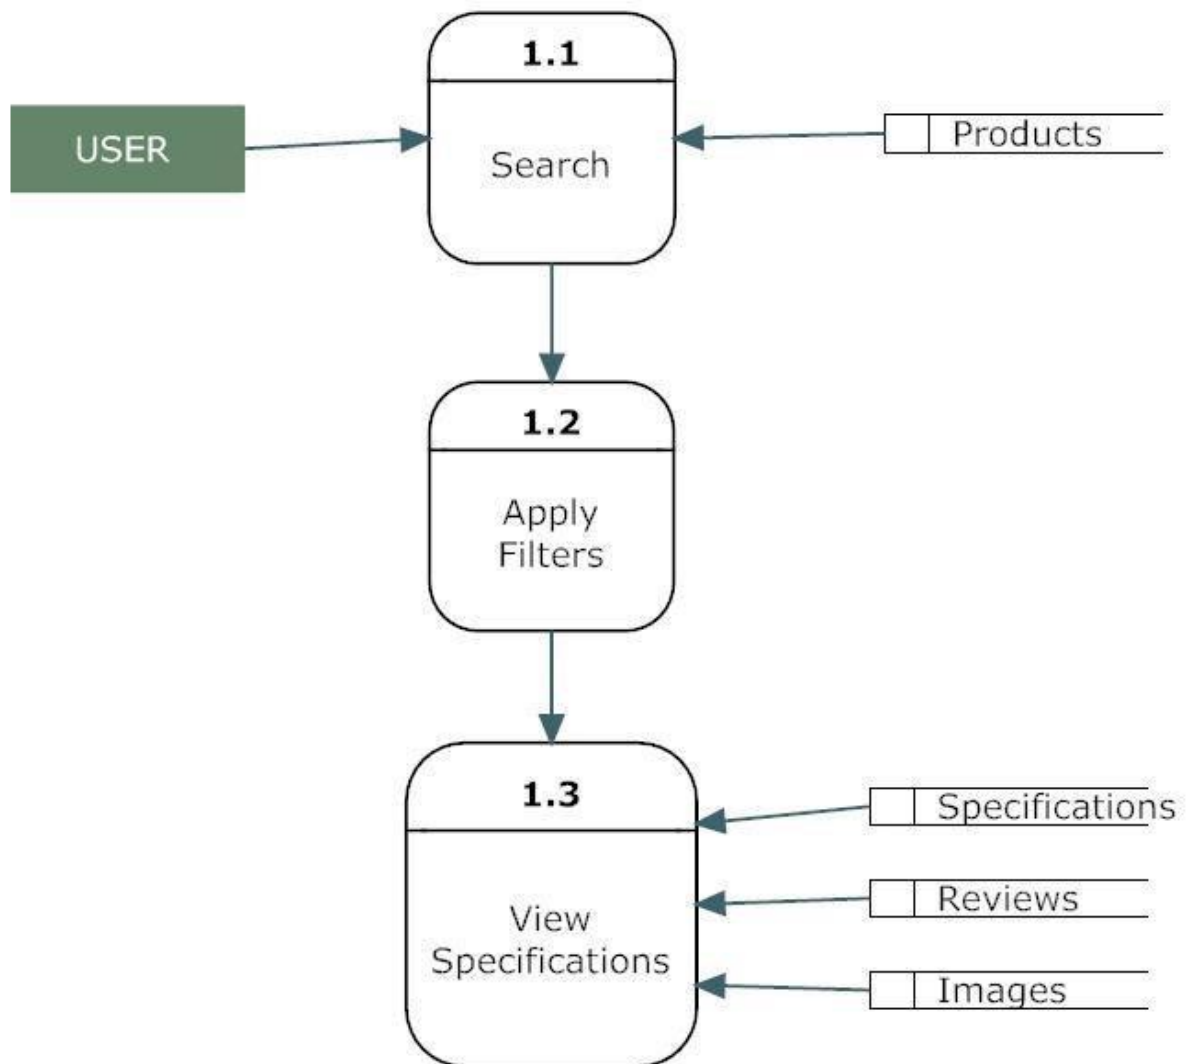 1.1
USER
Search
Products
1.2
Apply
Filters
1.3
Specifications
Reviews
View
Specifications
Images